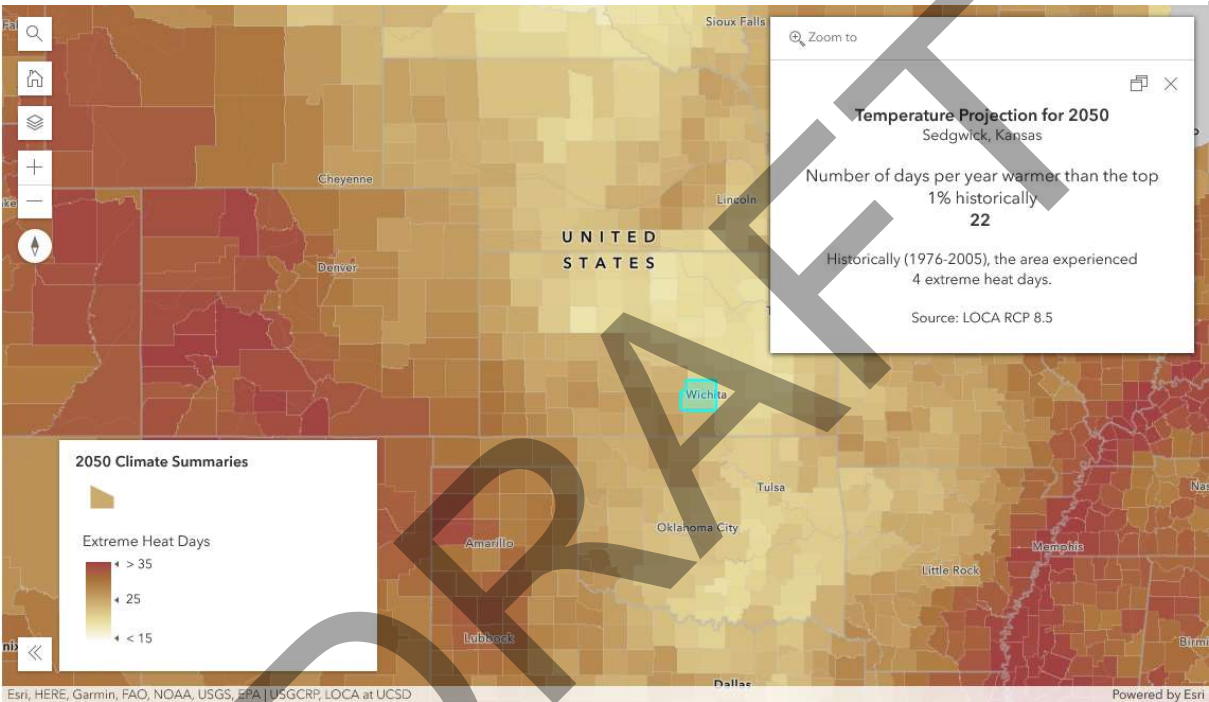 Sioux Falls
Zoom to
Temperature Projection for 2050
Sedgwick, Kansas
Number of days per year warmer than the top
1% historically
22
Historically (1976-2005), the area experienced
4 extreme heat days.
Source: LOCA RCP 8.5
Cheyenne
Lincoln
UNITED
STATES
Denver
Wichita
2050 Climate Summaries
Extreme Heat Days
> 35
25
< 15
Tulsa
Oklahoma City
Amarillo
Memphis
Little Rock
Lubbock
Dallas
Nas
Birmi
Esri, HERE, Garmin, FAO, NOAA, USGS, EPA | USGCRP, LOCA at UCSD
Powered by Esri
DRAFT